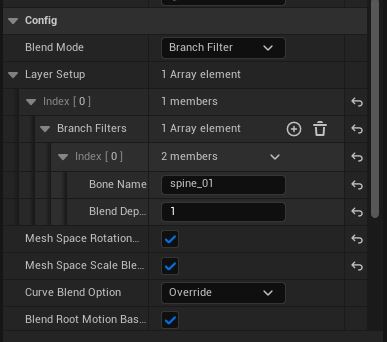 Config
Blend Mode Branch Filter
Layer Setup 1 Array element
Index [ 0 ] 1 members
Branch Filters 1 Array element
Index [ 0 ] 2 members
Bone Name spine_01
Blend Dep... 1
Mesh Space Rotation...
Mesh Space Scale Ble...
Curve Blend Option Override
Blend Root Motion Bas...